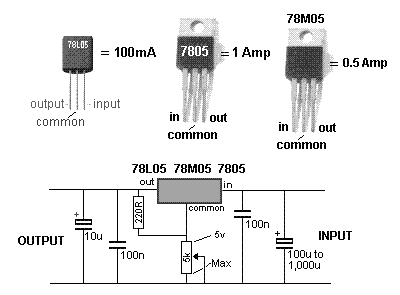 78L05
= 100mA
7805
= 1 Amp
78M05
= 0.5 Amp
output
input
common
in
out
common
in
out
common
78L05 78M05 7805
out
in
common
220R
+
10u
100n
OUTPUT
5v
5k
Max
100n
+
INPUT
100u to
1,000u